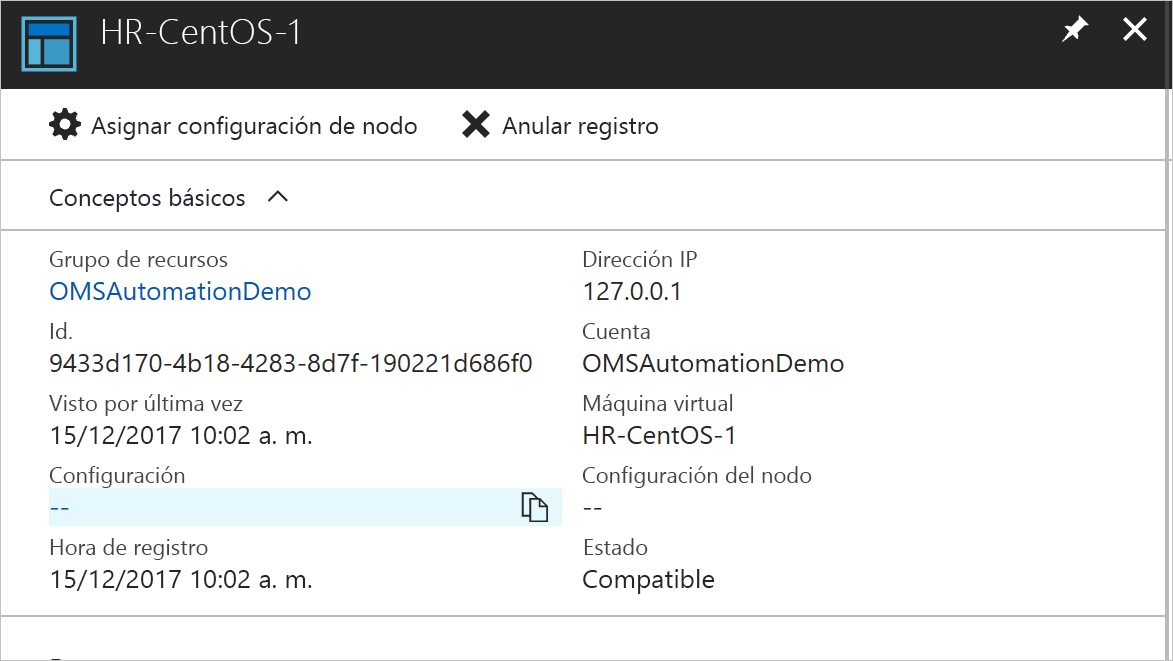 HR-CentOS-1
Asignar configuración de nodo
Anular registro
Conceptos básicos
Grupo de recursos
OMSAutomationDemo
Id.
9433d170-4b18-4283-8d7f-190221d686f0
Visto por última vez
15/12/2017 10:02 a. m.
Configuración
--
Hora de registro
15/12/2017 10:02 a. m.
Dirección IP
127.0.0.1
Cuenta
OMSAutomationDemo
Máquina virtual
HR-CentOS-1
Configuración del nodo
--
Estado
Compatible